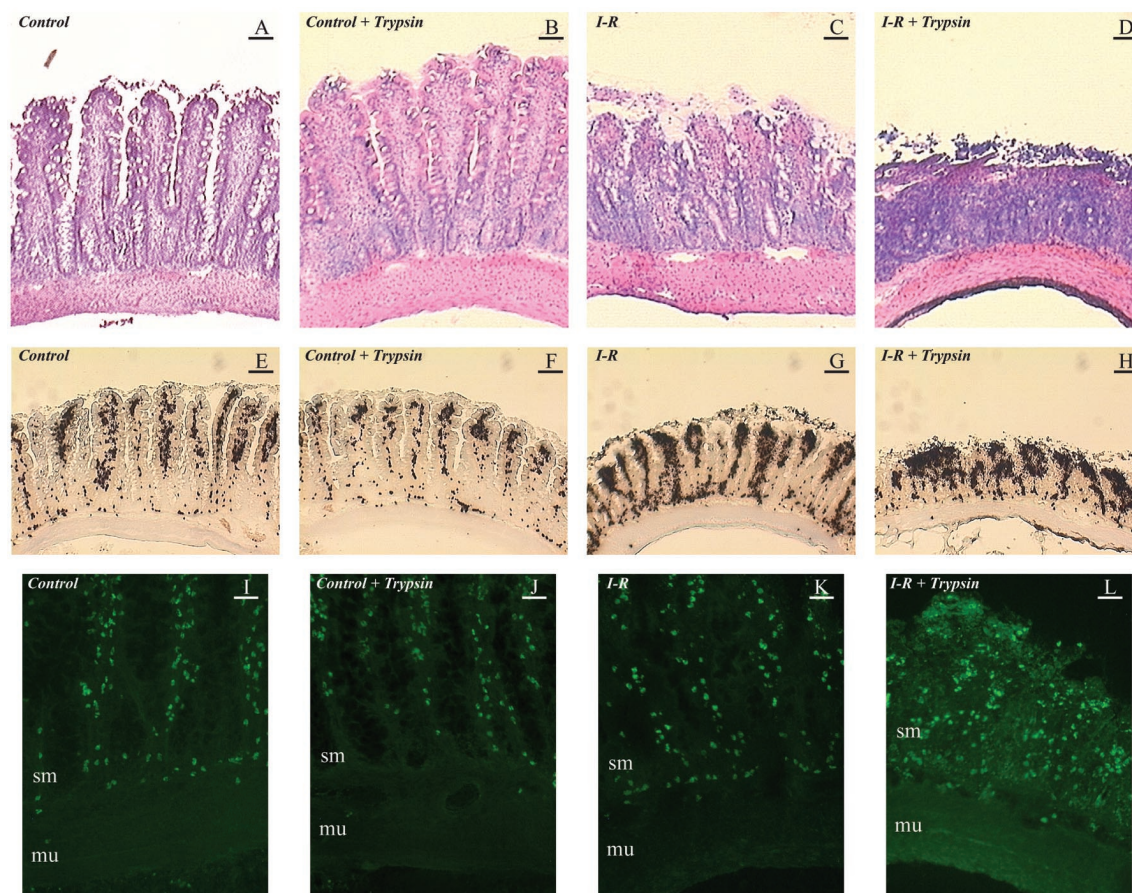 Control A
Control + Trypsin B
I-R C
I-R + Trypsin D
Control E
Control + Trypsin F
I-R G
I-R + Trypsin H
Control I
Control + Trypsin J
I-R K
I-R + Trypsin L
sm
sm
sm
sm
mu
mu
mu
mu